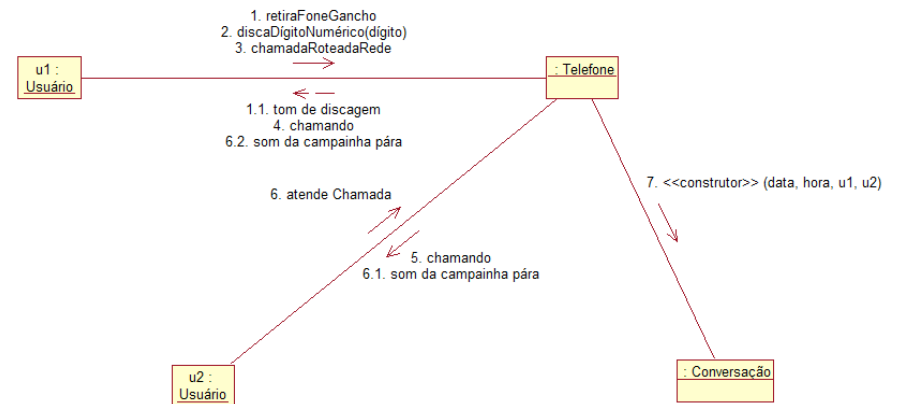 1. retiraFoneGancho
2. discaDígitoNumérico(dígito)
3. chamadaRoteadaRede
u1 :
Usuário
: Telefone
1.1. tom de discagem
4. chamando
6.2. som da campainha pára
6. atende Chamada
7. <<construtor>> (data, hora, u1, u2)
5. chamando
6.1. som da campainha pára
u2 :
Usuário
: Conversação